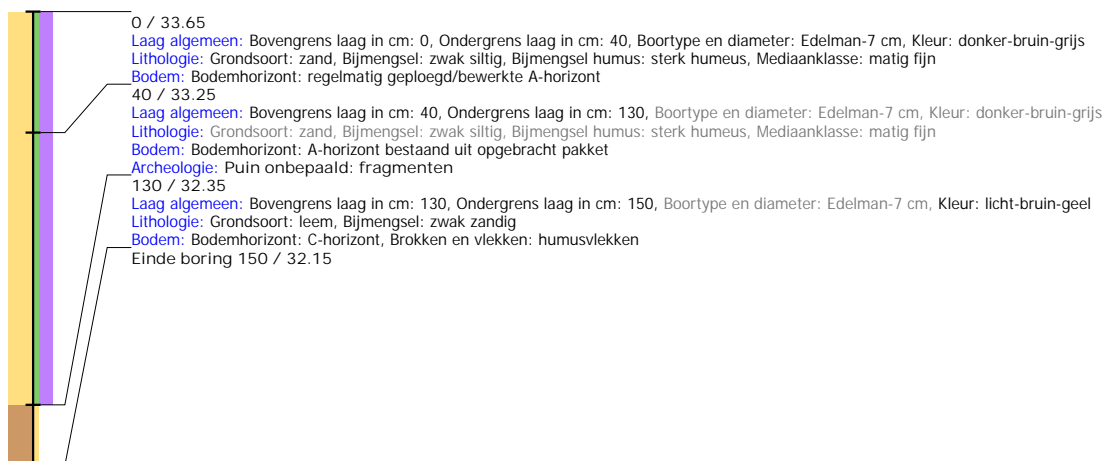 0 / 33.65
Laag algemeen: Bovengrens laag in cm: 0, Ondergrens laag in cm: 40, Boortype en diameter: Edelman-7 cm, Kleur: donker-bruin-grijs
Lithologie: Grondsoort: zand, Bijmengsel: zwak siltig, Bijmengsel humus: sterk humeus, Mediaanklasse: matig fijn
Bodem: Bodemhorizont: regelmatig geploegd/bewerkte A-horizont
40 / 33.25
Laag algemeen: Bovengrens laag in cm: 40, Ondergrens laag in cm: 130, Boortype en diameter: Edelman-7 cm, Kleur: donker-bruin-grijs
Lithologie: Grondsoort: zand, Bijmengsel: zwak siltig, Bijmengsel humus: sterk humeus, Mediaanklasse: matig fijn
Bodem: Bodemhorizont: A-horizont bestaand uit opgebracht pakket
Archeologie: Puin onbepaald: fragmenten
130 / 32.35
Laag algemeen: Bovengrens laag in cm: 130, Ondergrens laag in cm: 150, Boortype en diameter: Edelman-7 cm, Kleur: licht-bruin-geel
Lithologie: Grondsoort: leem, Bijmengsel: zwak zandig
Bodem: Bodemhorizont: C-horizont, Brokken en vlekken: humusvlekken
Einde boring 150 / 32.15